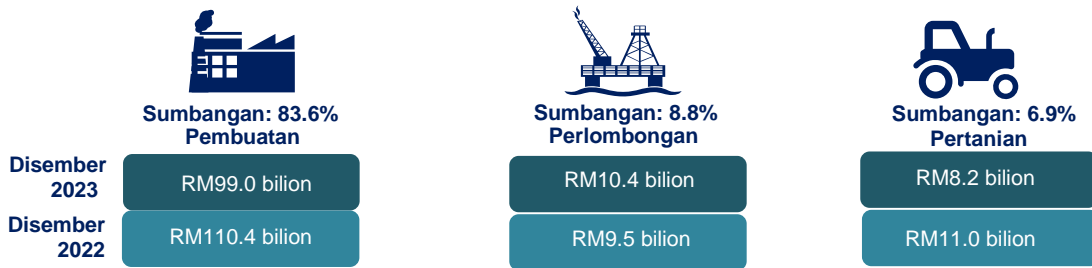 Sumbangan: 83.6%
Pembuatan
Sumbangan: 8.8%
Perlombongan
Sumbangan: 6.9%
Pertanian
Disember
2023
RM99.0 bilion
RM10.4 bilion
RM8.2 bilion
Disember
2022
RM110.4 bilion
RM9.5 bilion
RM11.0 bilion